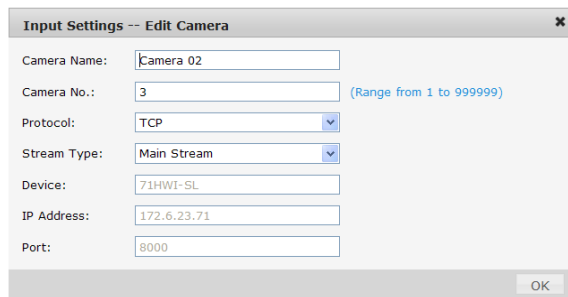 Input Settings -- Edit Camera
Camera Name: Camera 02
Camera No.: 3 (Range from 1 to 999999)
Protocol: TCP
Stream Type: Main Stream
Device: 71HWI-SL
IP Address: 172.6.23.71
Port: 8000
OK